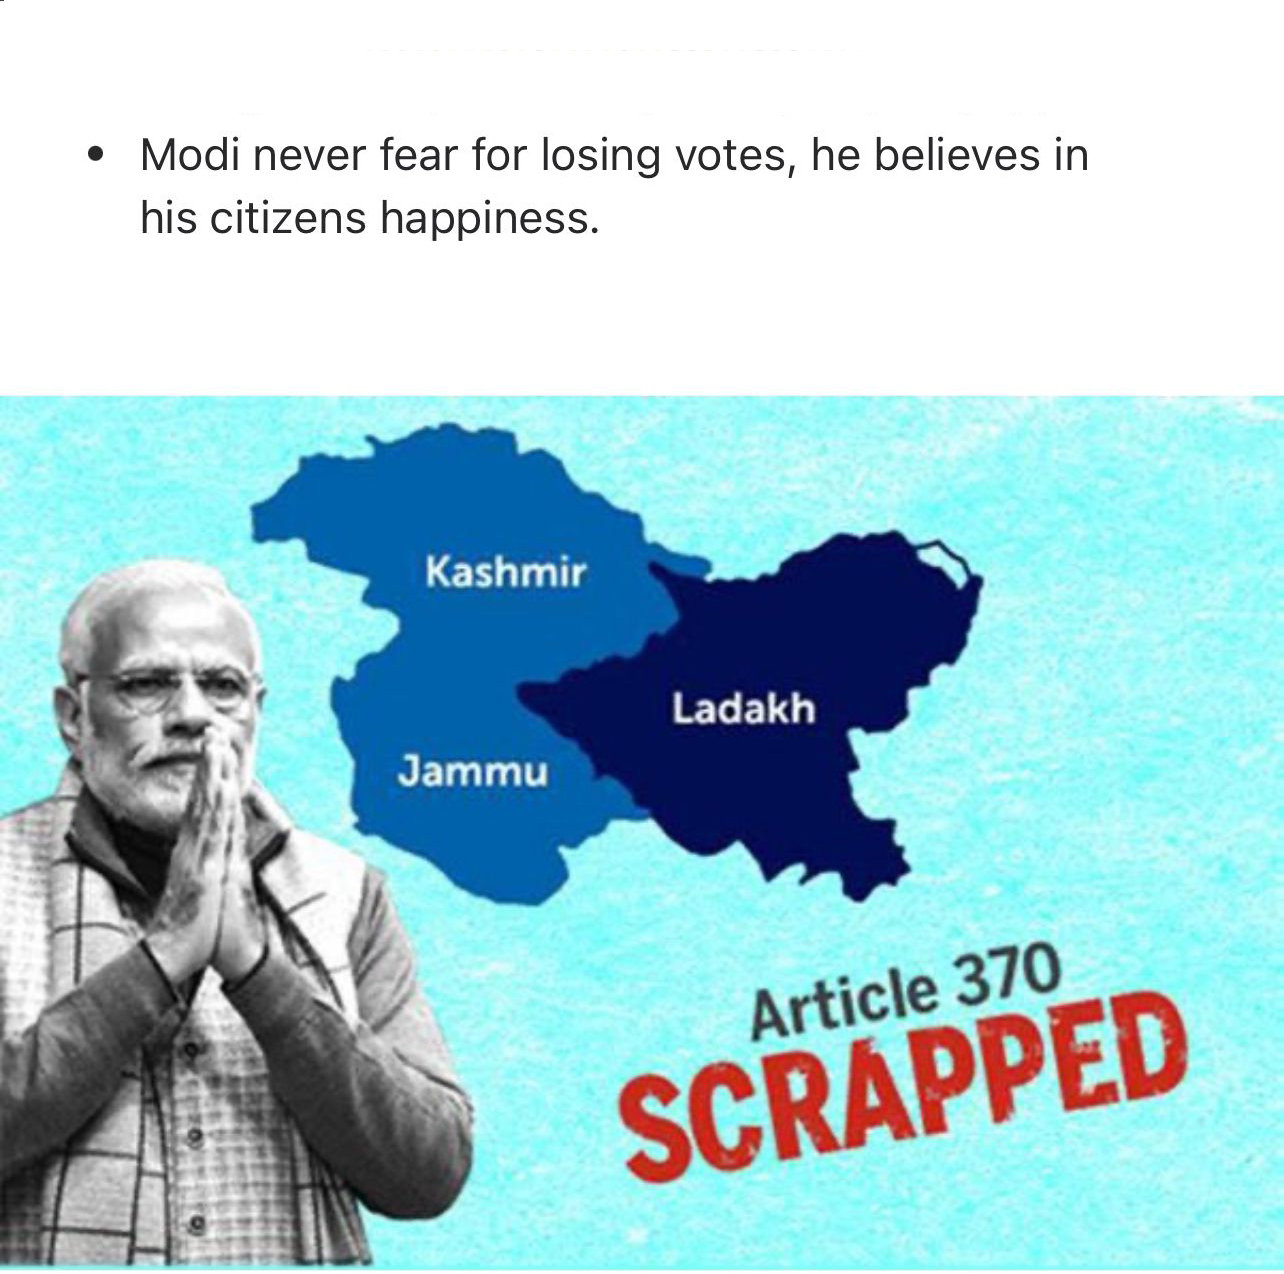 • Modi never fear for losing votes, he believes in
his citizens happiness.
Kashmir
Ladakh
Jammu
Article 370
SCRAPPED